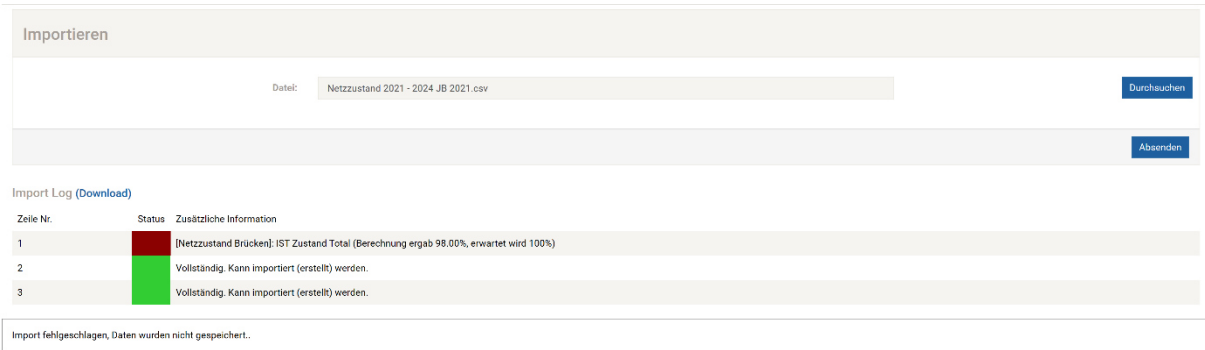 Importieren
Datei: Netzzustand 2021 - 2024 JB 2021.csv Durchsuchen
Absenden
Import Log (Download)
Zeile Nr. Status Zusätzliche Information
1 [Netzzustand Brücken]: IST Zustand Total (Berechnung ergab 98.00%, erwartet wird 100%)
2 Vollständig. Kann importiert (erstellt) werden.
3 Vollständig. Kann importiert (erstellt) werden.
Import fehlgeschlagen, Daten wurden nicht gespeichert..